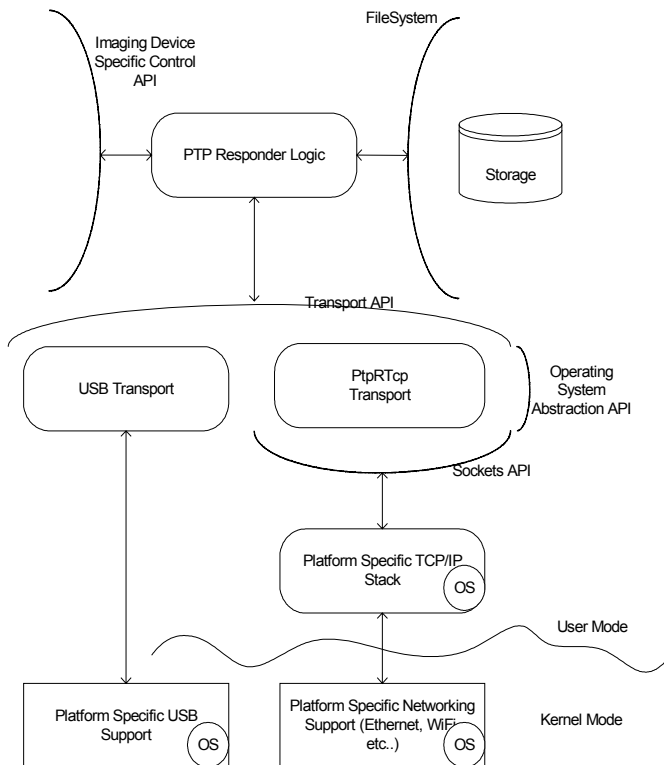 FileSystem
Imaging Device
Specific Control
API
PTP Responder Logic
Storage
Transport API
USB Transport
PtpRTcp
Transport
Operating
System
Abstraction API
Sockets API
Platform Specific TCP/IP
Stack
OS
User Mode
Platform Specific USB
Support
OS
Platform Specific Networking
Support (Ethernet, WiFi
etc..)
OS
Kernel Mode